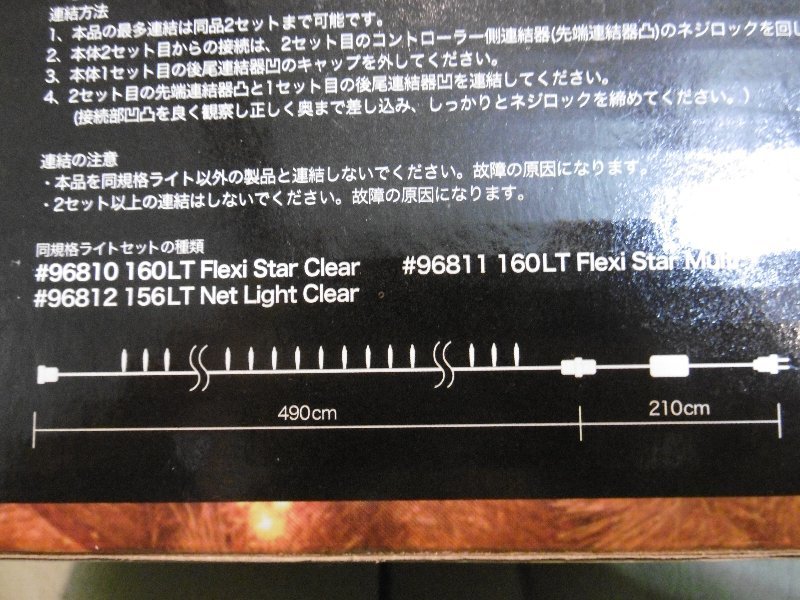 連結方法
1、本品の最多連結は同品2セットまで可能です。
2、本体2セット目からの接続は、2セット目のコントローラー側連結器(先端連結器凸)のネジロックを回し
3、本体1セット目の後尾連結器凹のキャップを外してください。
4、2セット目の先端連結器凸と1セット目の後尾連結器凹を連結してください。
(接続部凹凸を良く観察し正しく奥まで差し込み、しっかりとネジロックを締めてください。)
連結の注意
・本品を同規格ライト以外の製品と連結しないでください。故障の原因になります。
・2セット以上の連結はしないでください。故障の原因になります。
同規格ライトセットの種類
#96810 160LT Flexi Star Clear #96811 160LT Flexi Star
#96812 156LT Net Light Clear
490cm 210cm